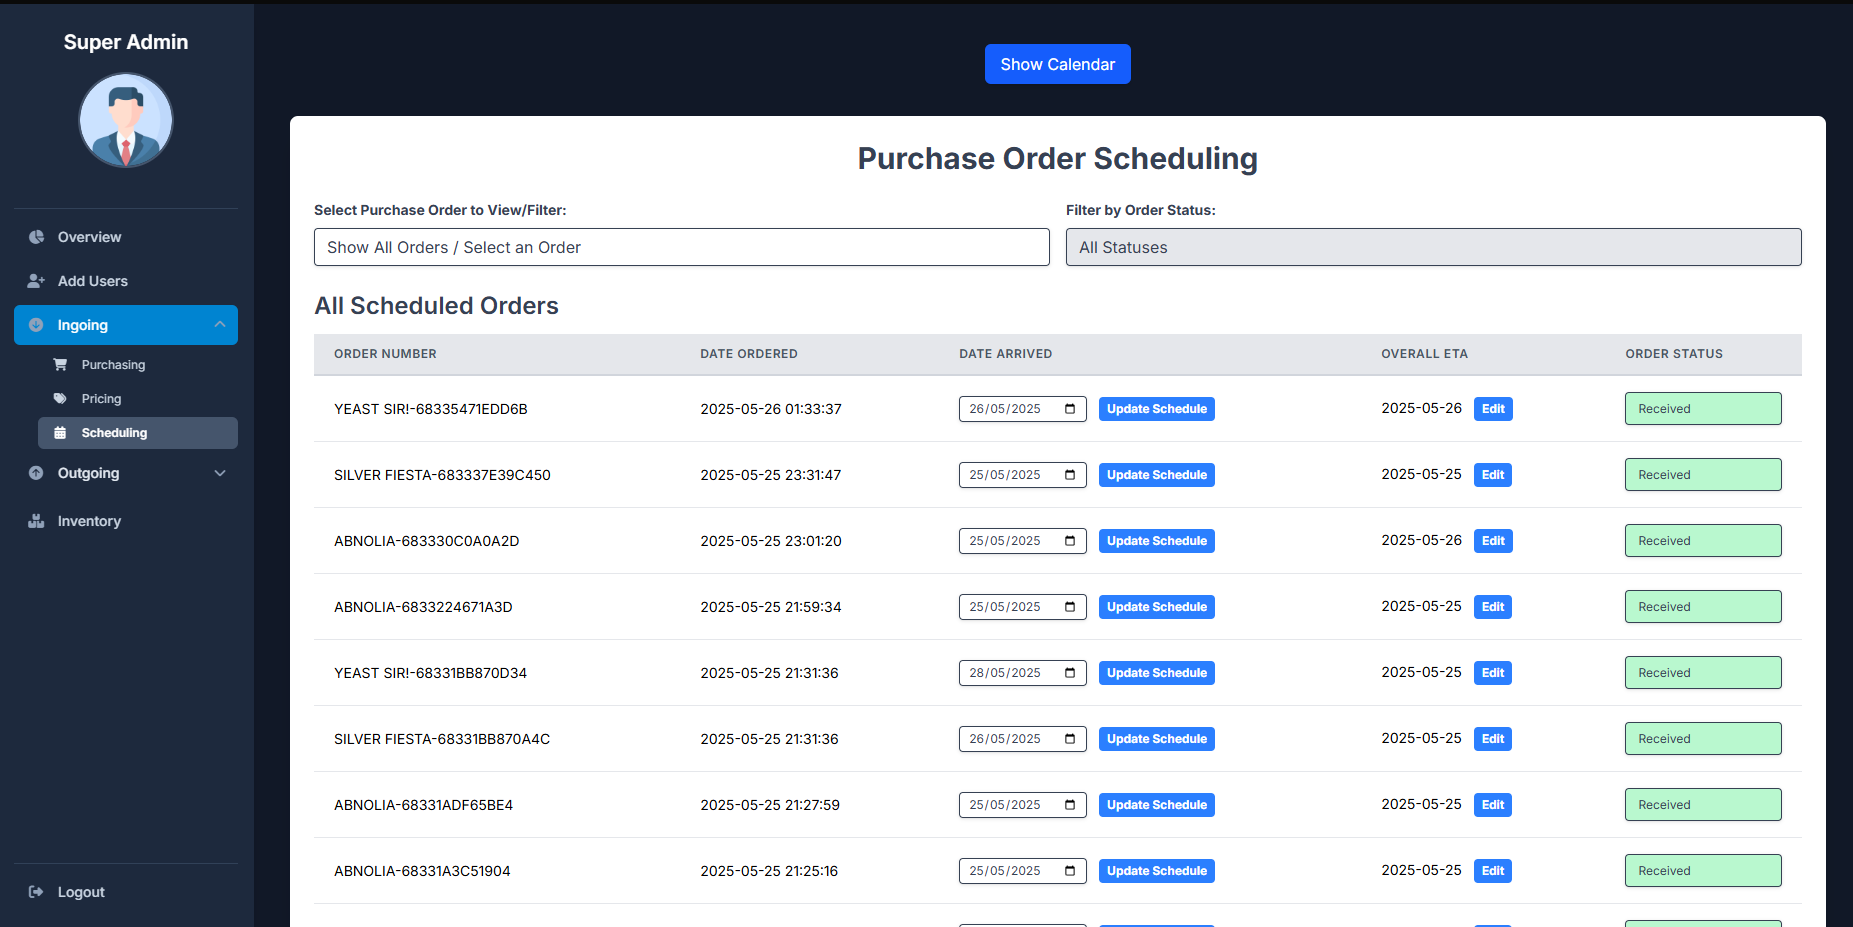 Super Admin
Overview
Add Users
Ingoing
Purchasing
Pricing
Scheduling
Outgoing
Inventory
Logout
Show Calendar
Purchase Order Scheduling
Select Purchase Order to View/Filter:
Show All Orders / Select an Order
Filter by Order Status:
All Statuses
All Scheduled Orders
ORDER NUMBER DATE ORDERED DATE ARRIVED OVERALL ETA ORDER STATUS
YEAST SIR!-68335471EDD6B 2025-05-26 01:33:37 26/05/2025 Update Schedule 2025-05-26 Edit Received
SILVER FIESTA-683337E39C450 2025-05-25 23:31:47 25/05/2025 Update Schedule 2025-05-25 Edit Received
ABNOLIA-683330C0A0A2D 2025-05-25 23:01:20 25/05/2025 Update Schedule 2025-05-26 Edit Received
ABNOLIA-6833224671A3D 2025-05-25 21:59:34 25/05/2025 Update Schedule 2025-05-25 Edit Received
YEAST SIR!-68331BB870D34 2025-05-25 21:31:36 28/05/2025 Update Schedule 2025-05-25 Edit Received
SILVER FIESTA-68331BB870A4C 2025-05-25 21:31:36 26/05/2025 Update Schedule 2025-05-25 Edit Received
ABNOLIA-68331ADF65BE4 2025-05-25 21:27:59 25/05/2025 Update Schedule 2025-05-25 Edit Received
ABNOLIA-68331A3C51904 2025-05-25 21:25:16 25/05/2025 Update Schedule 2025-05-25 Edit Received